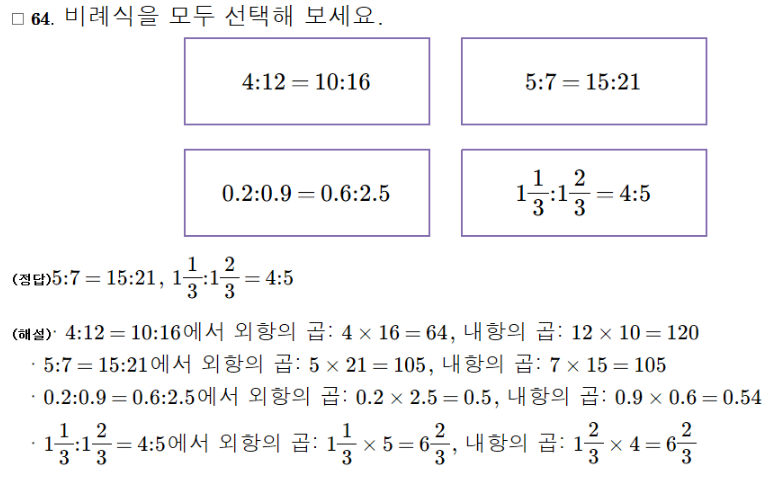 □ 64. 비례식을 모두 선택해 보세요.
4:12 = 10:16
5:7 = 15:21
0.2:0.9 = 0.6:2.5
1 1/3:1 2/3 = 4:5
(정답)5:7 = 15:21, 1 1/3:1 2/3 = 4:5
(해설)· 4:12 = 10:16에서 외항의 곱: 4 × 16 = 64, 내항의 곱: 12 × 10 = 120
· 5:7 = 15:21에서 외항의 곱: 5 × 21 = 105, 내항의 곱: 7 × 15 = 105
· 0.2:0.9 = 0.6:2.5에서 외항의 곱: 0.2 × 2.5 = 0.5, 내항의 곱: 0.9 × 0.6 = 0.54
· 1 1/3:1 2/3 = 4:5에서 외항의 곱: 1 1/3 × 5 = 6 2/3, 내항의 곱: 1 2/3 × 4 = 6 2/3